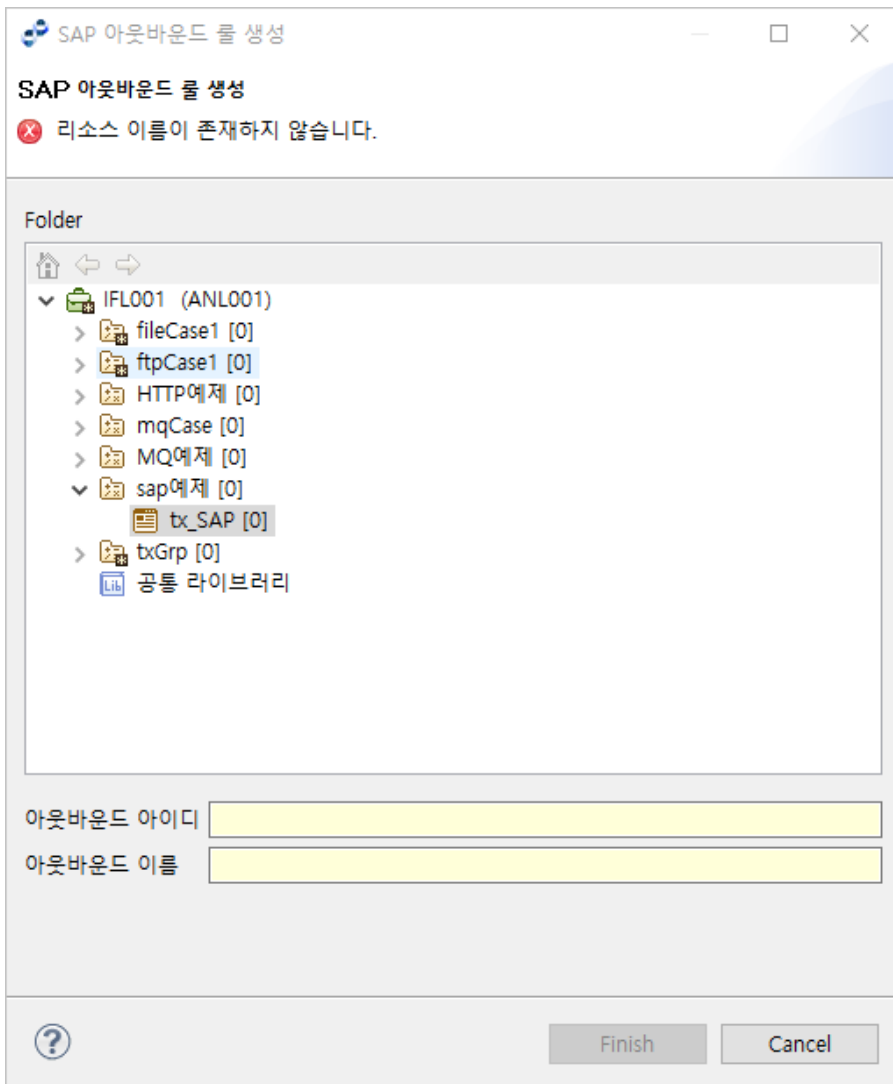 SAP 아웃바운드 룰 생성
SAP 아웃바운드 룰 생성
리소스 이름이 존재하지 않습니다.
Folder
IFL001 (ANL001)
fileCase1 [0]
ftpCase1 [0]
HTTP예제 [0]
mqCase [0]
MQ예제 [0]
sap예제 [0]
tx_SAP [0]
txGrp [0]
Lib 공통 라이브러리
아웃바운드 아이디
아웃바운드 이름
? Finish Cancel